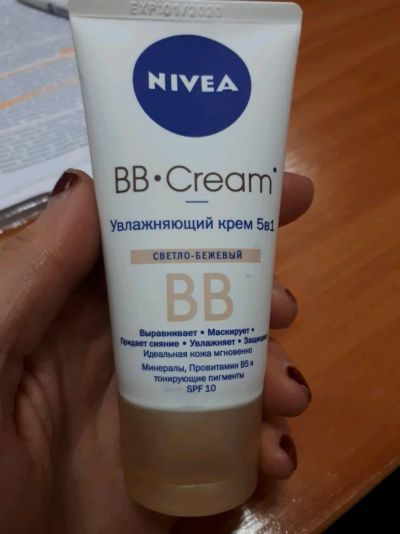 EXP:01/2020
NIVEA
BB•Cream
Увлажняющий крем 5в1
СВЕТЛО-БЕЖЕВЫЙ
BB
Выравнивает • Маскирует •
Придает сияние • Увлажняет • Защищает
Идеальная кожа мгновенно
Минералы, Провитамин B5 и
тонирующие пигменты
SPF 10